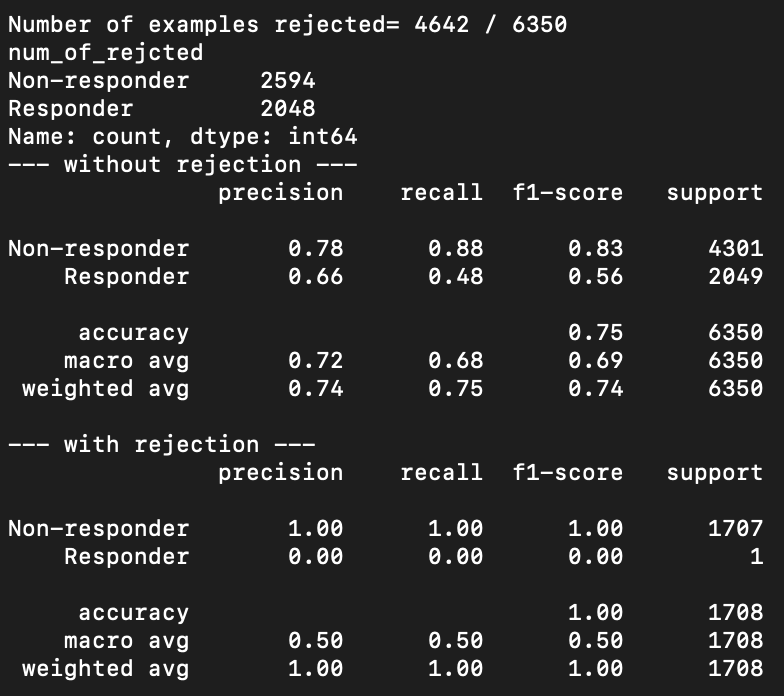 Number of examples rejected= 4642 / 6350
num_of_rejcted
Non-responder     2594
Responder         2048
Name: count, dtype: int64
--- without rejection ---
               precision    recall  f1-score   support

Non-responder       0.78      0.88      0.83      4301
    Responder       0.66      0.48      0.56      2049

     accuracy                           0.75      6350
    macro avg       0.72      0.68      0.69      6350
 weighted avg       0.74      0.75      0.74      6350

--- with rejection ---
               precision    recall  f1-score   support

Non-responder       1.00      1.00      1.00      1707
    Responder       0.00      0.00      0.00         1

     accuracy                           1.00      1708
    macro avg       0.50      0.50      0.50      1708
 weighted avg       1.00      1.00      1.00      1708